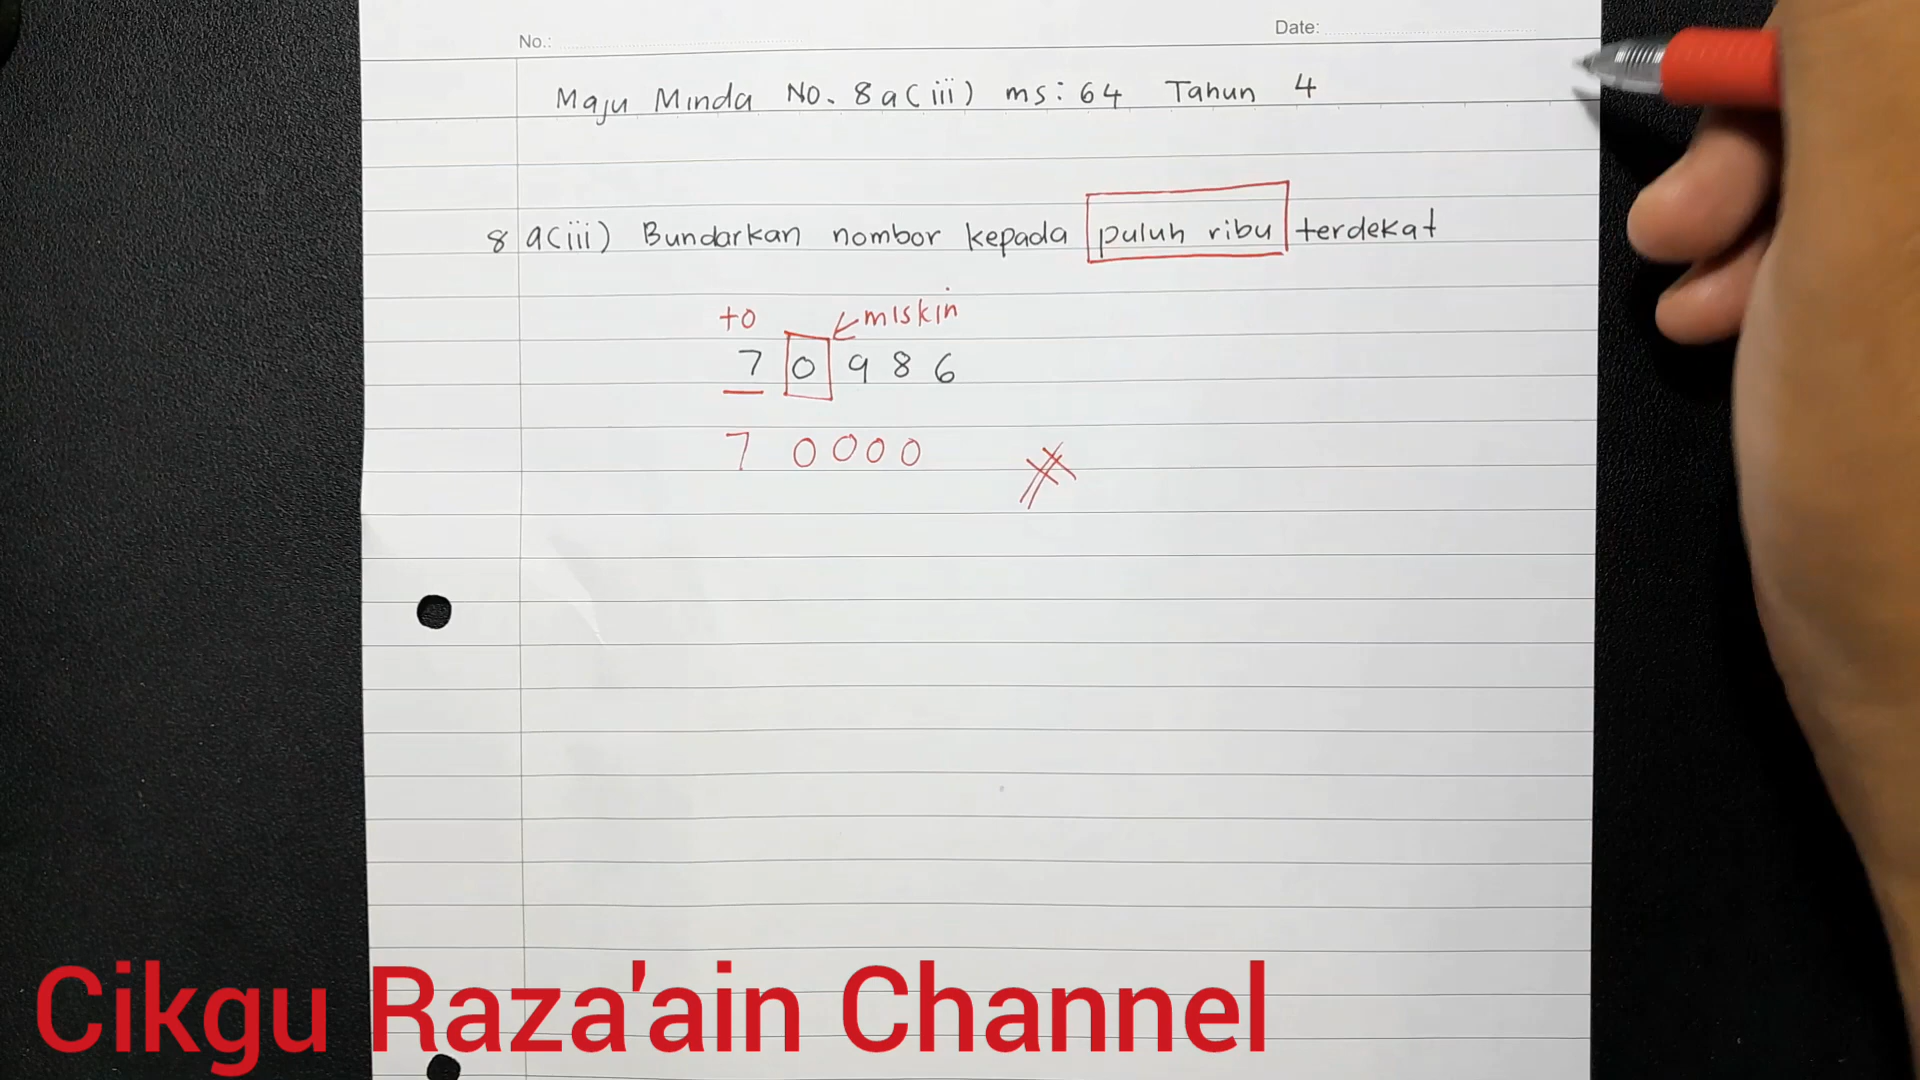 No.: Date:
Maju Minda No. 8a(iii) ms: 64 Tahun 4
8 a(iii) Bundarkan nombor kepada puluh ribu terdekat
+0 miskin
7 0 9 8 6
7 0000
Cikgu Raza'ain Channel